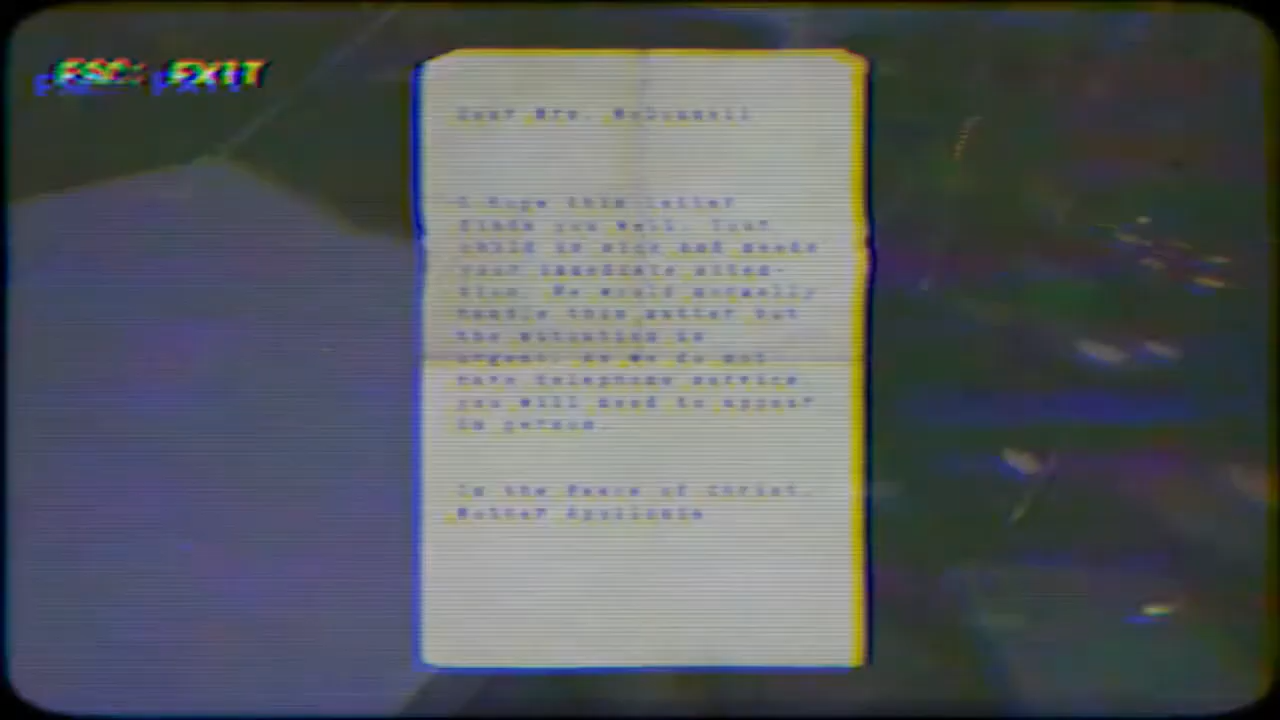 ESC: EXIT
Dear Mrs. McDonnell
I hope this letter
finds you well. Your
child is sick and needs
your immediate atten-
tion. We would normally
handle this matter but
the situation is
urgent. As we do not
have telephone service
you will need to appear
in person.
In the Peace of Christ,
Mother Apollonia